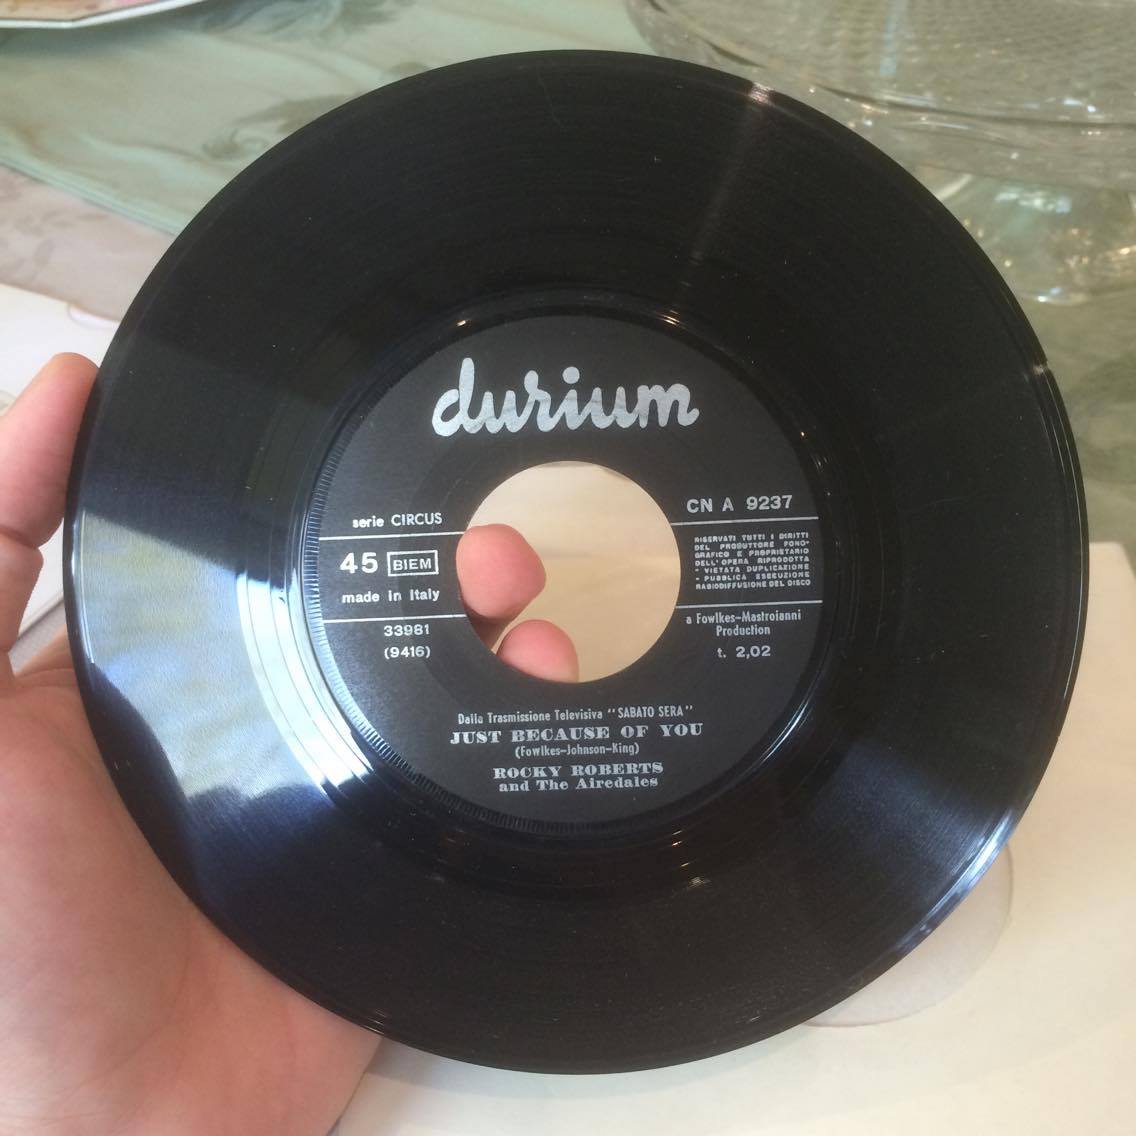 durium
serie CIRCUS
45 BIEM
made in Italy
33981
(9416)
CN A 9237
RISERVATI TUTTI I DIRITTI
DEL PRODUTTORE FONO-
GRAFICO E PROPRIETARIO
DELL'OPERA RIPRODOTTA
- VIETATA DUPLICAZIONE
- PUBBLICA ESECUZIONE
RADIODIFFUSIONE DEL DISCO
a Fowlkes-Mastroianni
Production
t. 2,02
Dalla Trasmissione Televisiva "SABATO SERA"
JUST BECAUSE OF YOU
(Fowlkes-Johnson-King)
ROCKY ROBERTS
and The Airedales